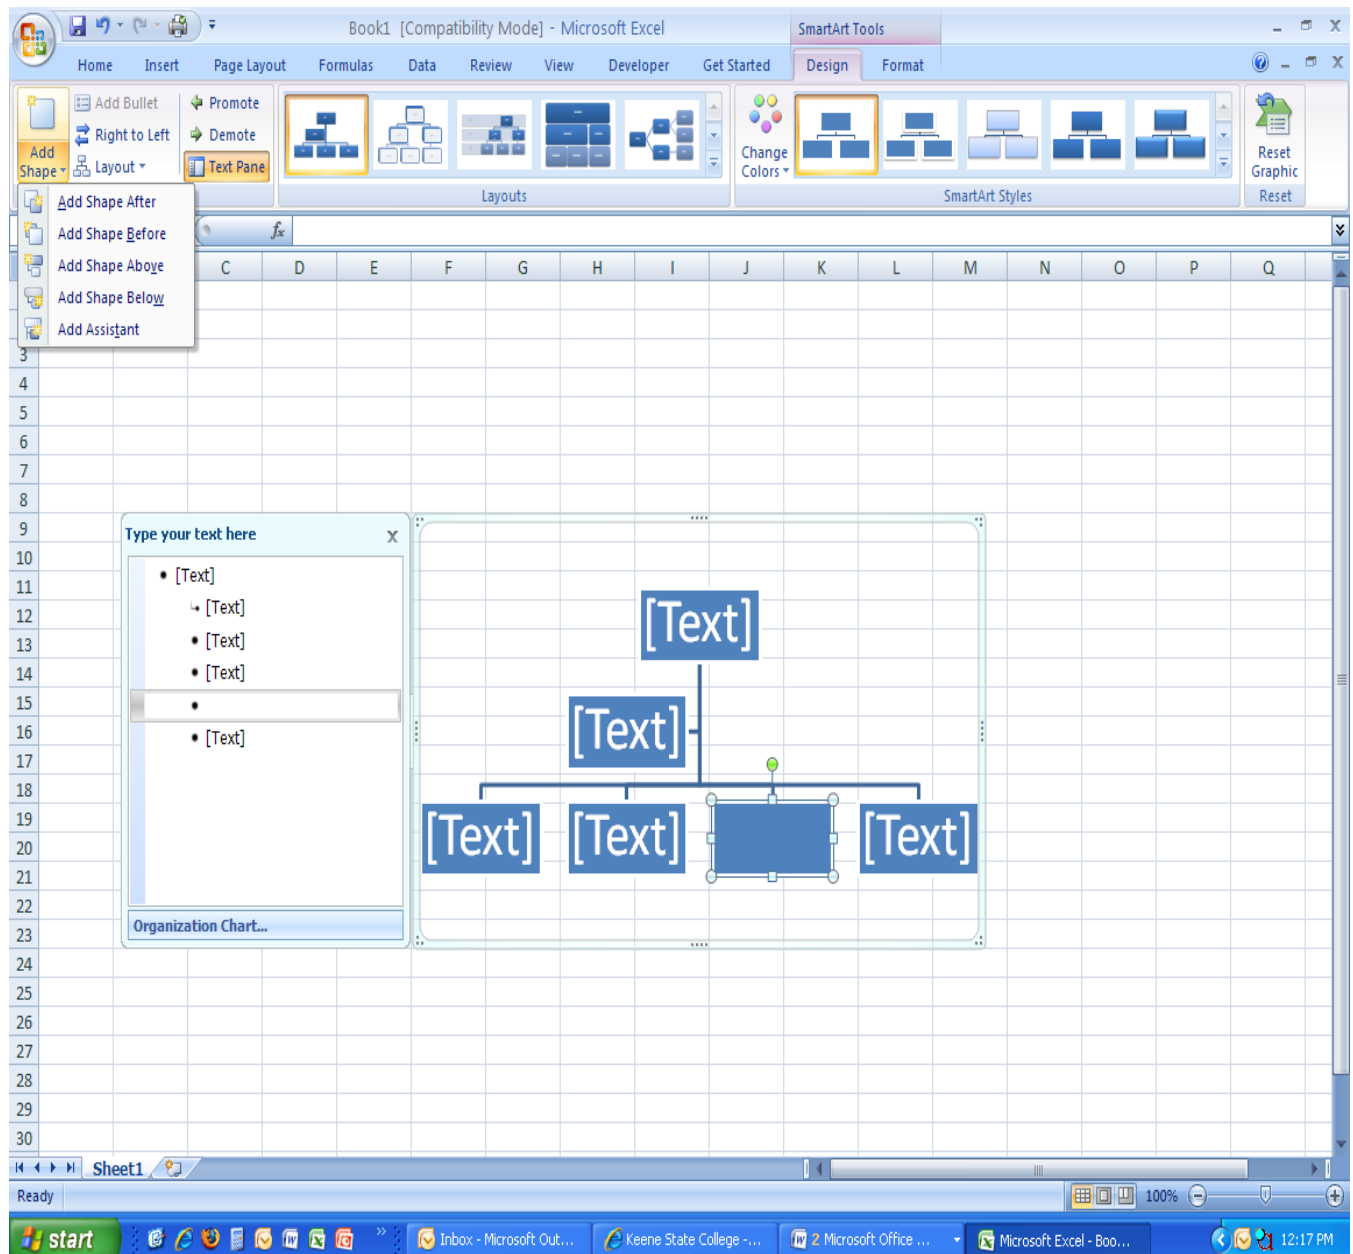 Book1 [Compatibility Mode] - Microsoft Excel SmartArt Tools
Home Insert Page Layout Formulas Data Review View Developer Get Started Design Format
Add Shape
Add Bullet
Right to Left
Layout
Promote
Demote
Text Pane
Layouts
Change Colors
SmartArt Styles
Reset Graphic
Reset
Add Shape After
Add Shape Before
Add Shape Above
Add Shape Below
Add Assistant
fx
C D E F G H I J K L M N O P Q
3
4
5
6
7
8
9
10
11
12
13
14
15
16
17
18
19
20
21
22
23
24
25
26
27
28
29
30
Type your text here x
[Text]
[Text]
[Text]
[Text]
[Text]
Organization Chart...
[Text]
[Text]
[Text] [Text] [Text]
Sheet1
Ready 100%
start Inbox - Microsoft Out... Keene State College -... 2 Microsoft Office ... Microsoft Excel - Boo... 12:17 PM